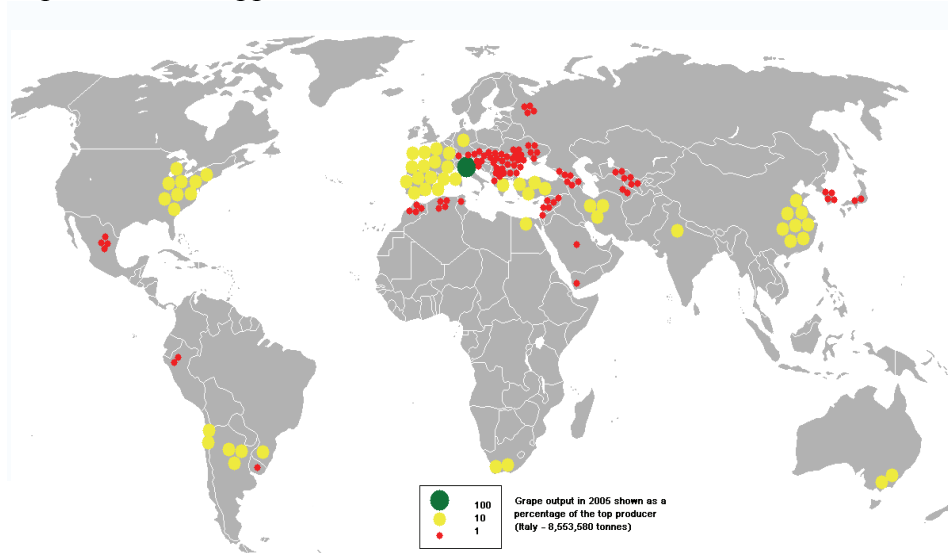 100
10
1
Grape output in 2005 shown as a
percentage of the top producer
(Italy - 8,553,580 tonnes)